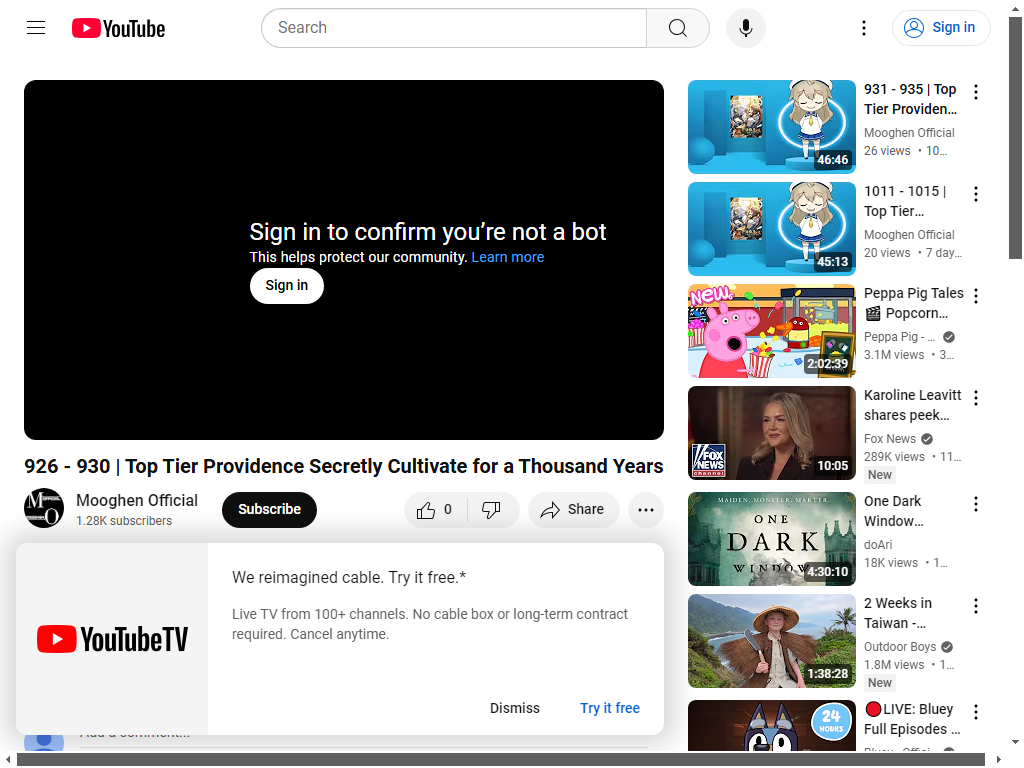 YouTube
Search
Sign in
Sign in to confirm you’re not a bot
This helps protect our community. Learn more
Sign in
926 - 930 | Top Tier Providence Secretly Cultivate for a Thousand Years
Mooghen Official
1.28K subscribers
Subscribe
0
Share
We reimagined cable. Try it free.*
Live TV from 100+ channels. No cable box or long-term contract
required. Cancel anytime.
YouTubeTV
Dismiss
Try it free
Add a comment...
46:46
931 - 935 | Top
Tier Providen…
Mooghen Official
26 views • 10…
45:13
1011 - 1015 |
Top Tier…
Mooghen Official
20 views • 7 day…
New
2:02:39
Peppa Pig Tales
🎬 Popcorn…
Peppa Pig - …
3.1M views • 3…
FOX
NEWS
channel
10:05
Karoline Leavitt
shares peek…
Fox News
289K views • 11…
New
MAIDEN. MONSTER. MARTYR.
ONE
DARK
WINDOW
4:30:10
One Dark
Window…
doAri
18K views • 1…
1:38:28
2 Weeks in
Taiwan -…
Outdoor Boys
1.8M views • 1…
New
24
HOURS
🔴LIVE: Bluey
Full Episodes …